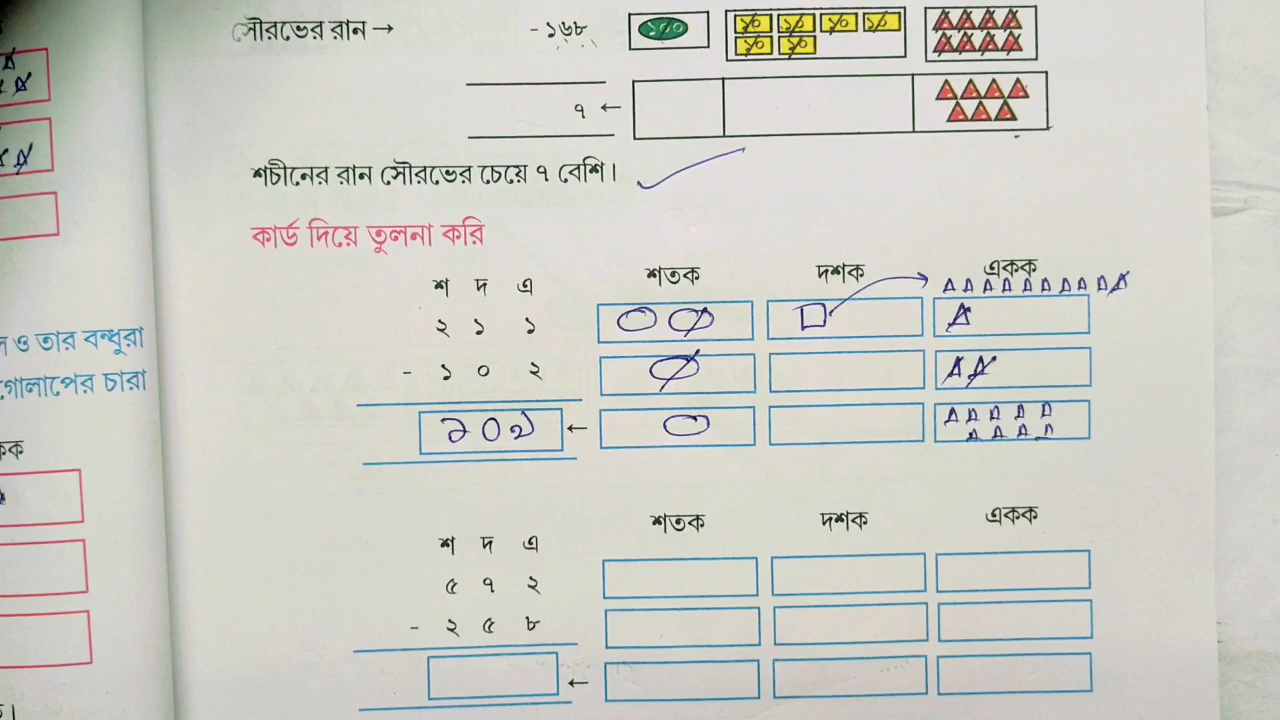 সৌরভের রান → - ১৬৮ ১০০ ১০ ১০ ১০ ১০
১০ ১০
৭ ←
শচীনের রান সৌরভের চেয়ে ৭ বেশি।
কার্ড দিয়ে তুলনা করি
শ দ এ শতক দশক একক
২ ১ ১
- ১ ০ ২
১০৯ ←
ও তার বন্ধুরা
গোলাপের চারা
শ দ এ শতক দশক একক
৫ ৭ ২
- ২ ৫ ৮
←